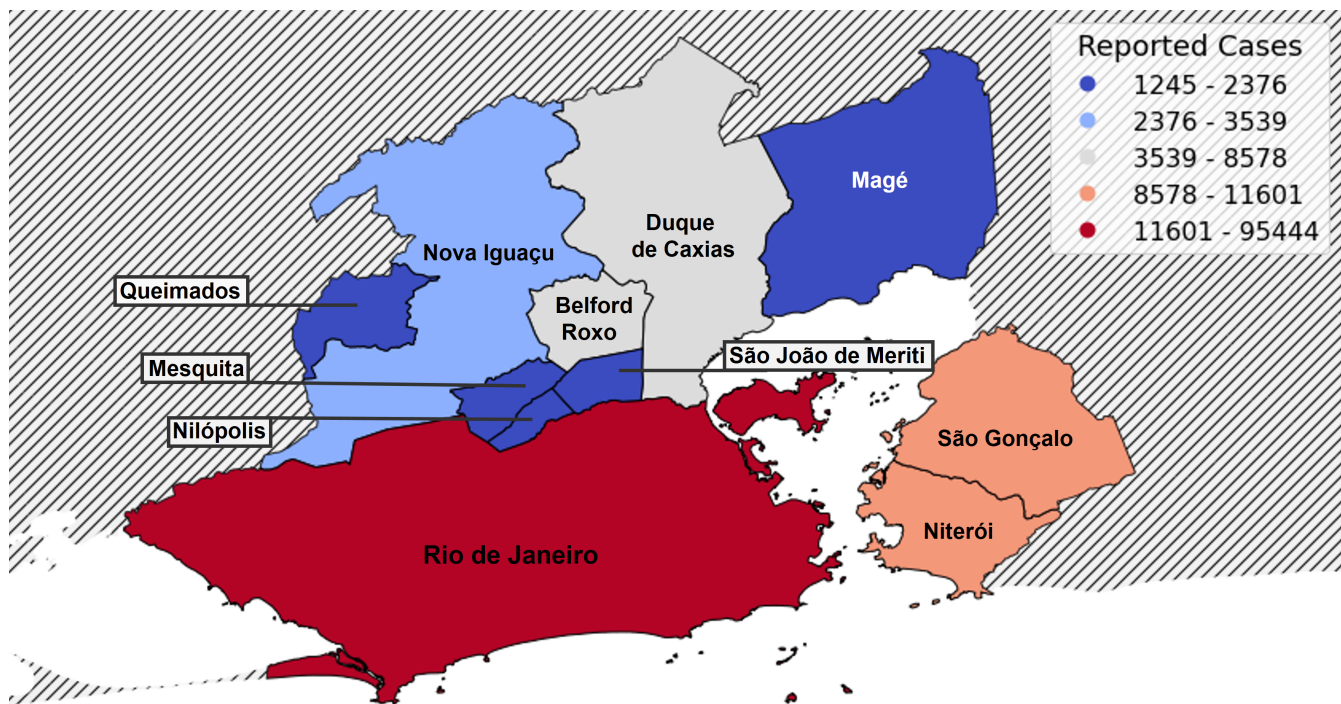 Reported Cases
1245 - 2376
2376 - 3539
3539 - 8578
8578 - 11601
11601 - 95444
Magé
Duque
de Caxias
Nova Iguaçu
Queimados
Belford
Roxo
São João de Meriti
Mesquita
Nilópolis
São Gonçalo
Niterói
Rio de Janeiro